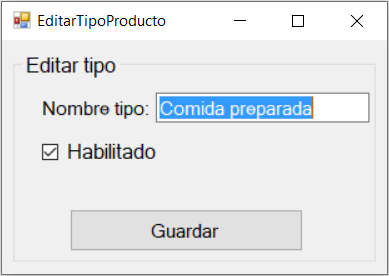 EditarTipoProducto
Editar tipo
Nombre tipo: Comida preparada
Habilitado
Guardar